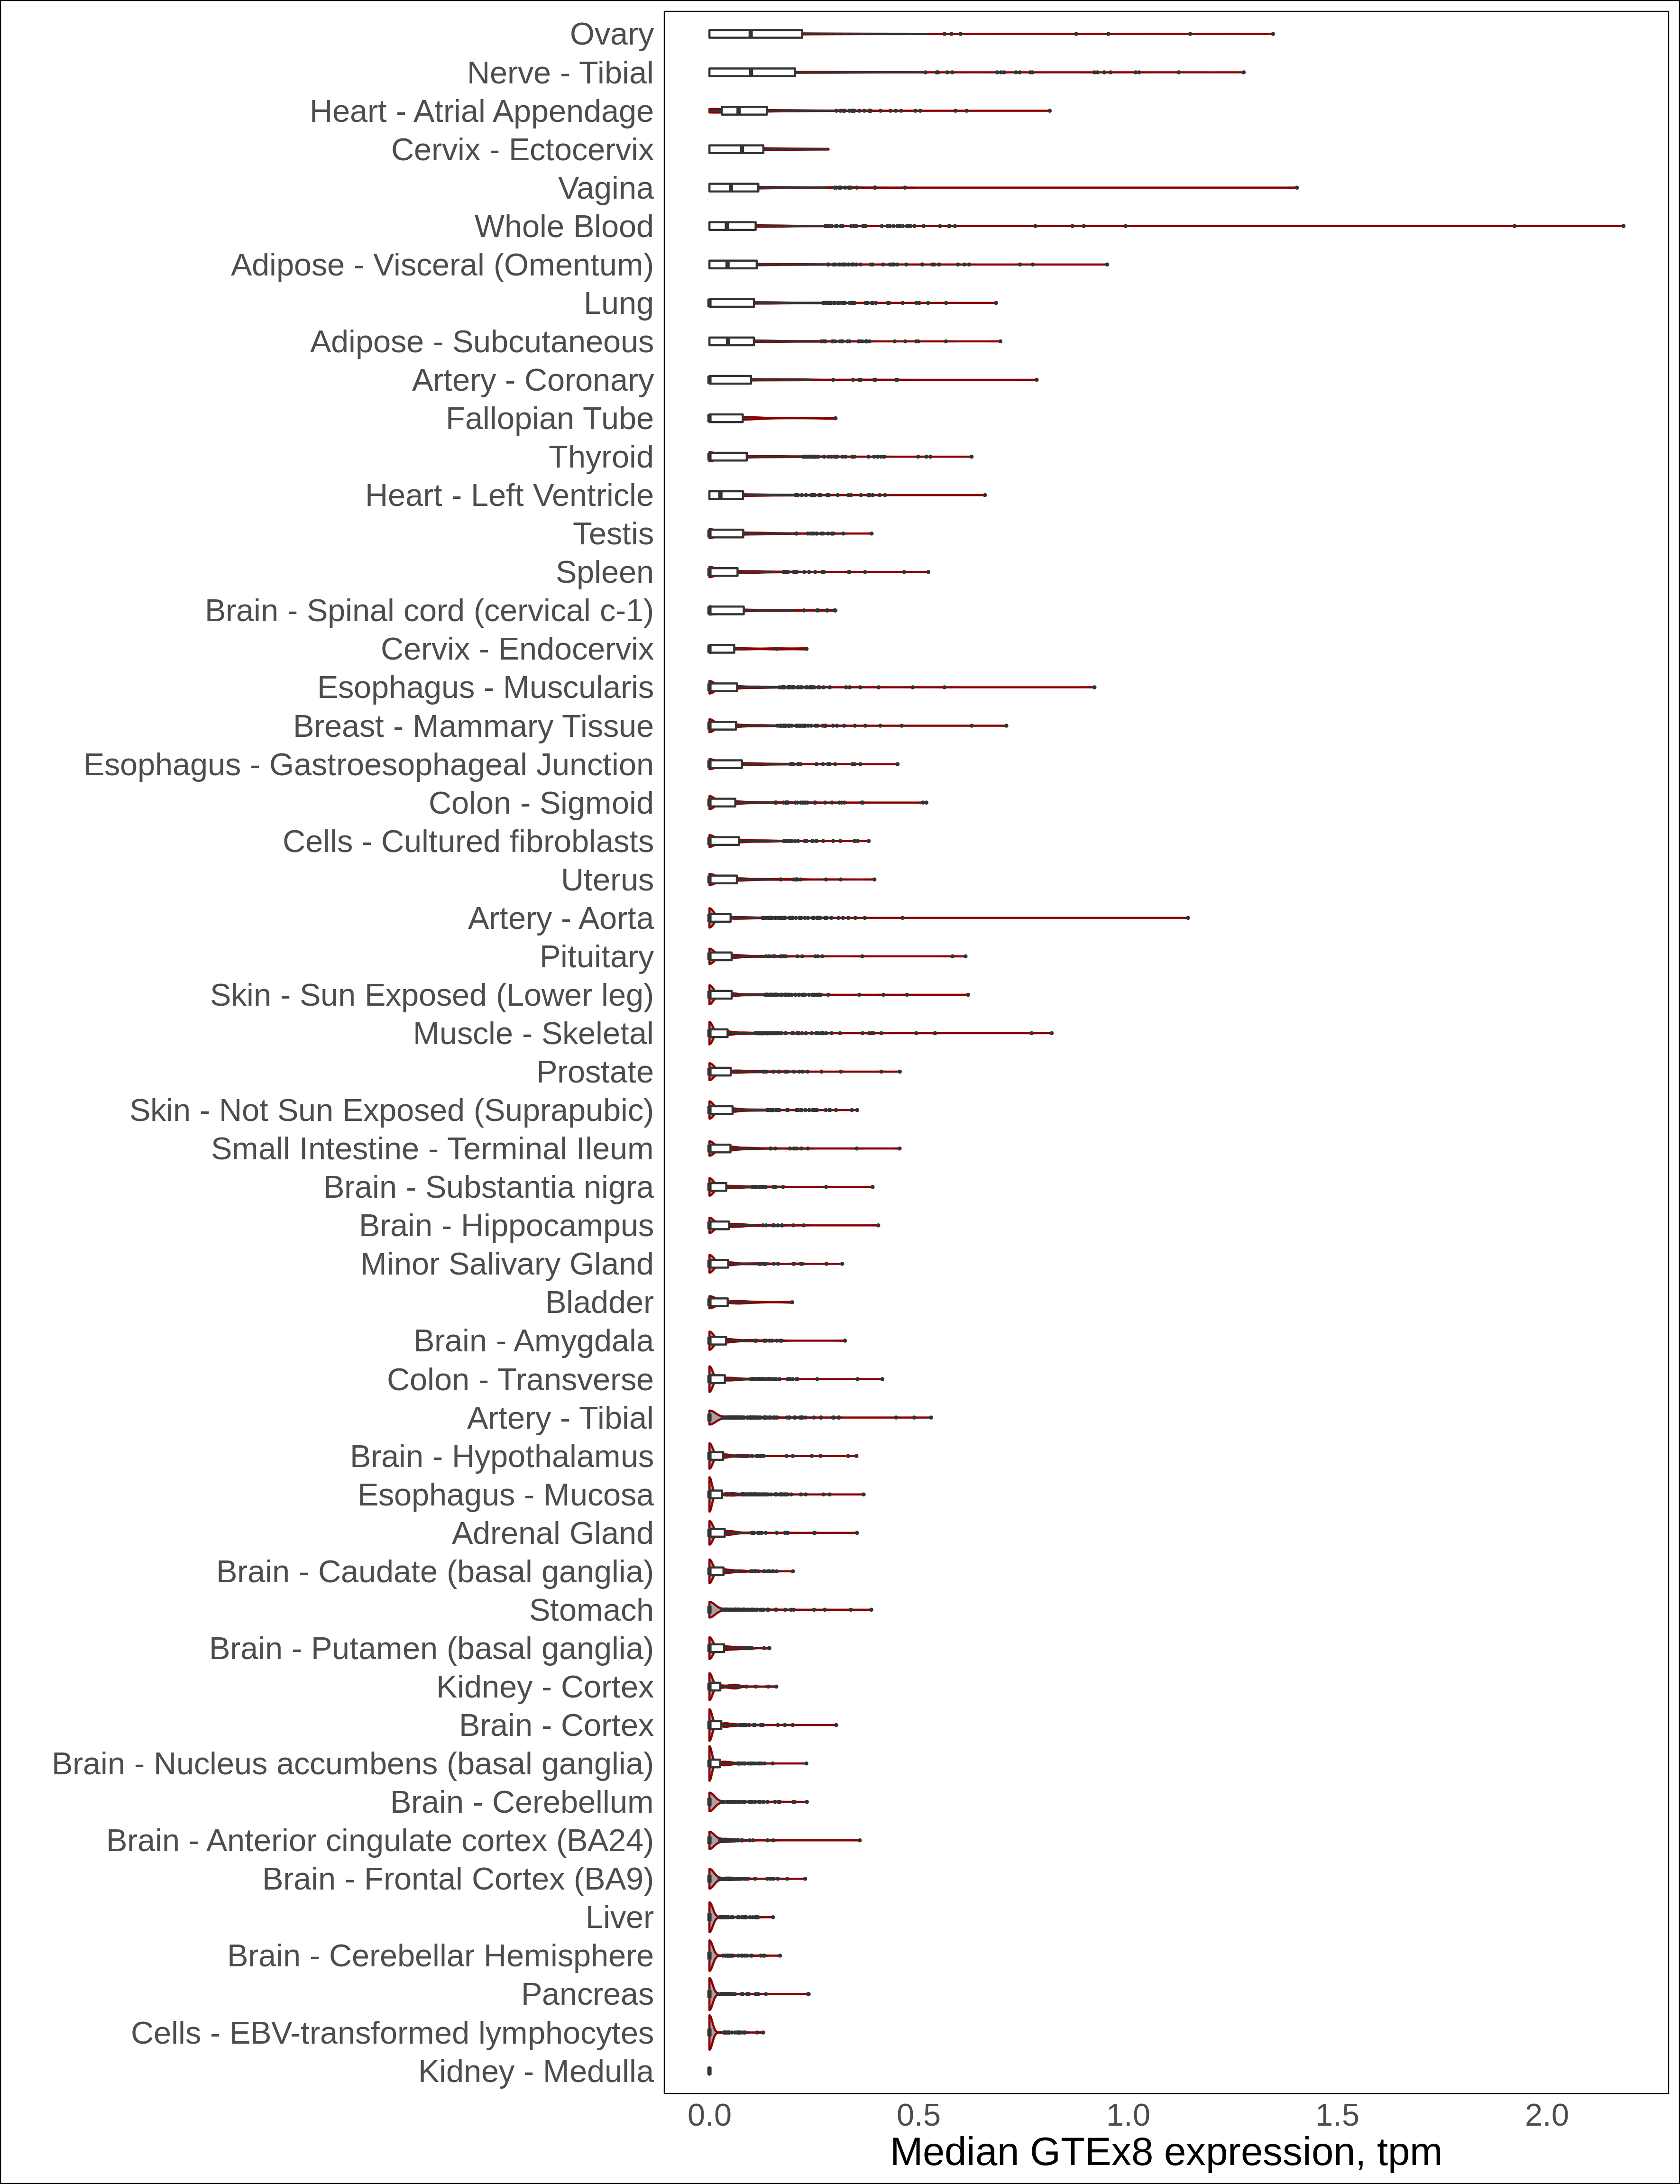 Ovary
Nerve - Tibial
Heart - Atrial Appendage
Cervix - Ectocervix
Vagina
Whole Blood
Adipose - Visceral (Omentum)
Lung
Adipose - Subcutaneous
Artery - Coronary
Fallopian Tube
Thyroid
Heart - Left Ventricle
Testis
Spleen
Brain - Spinal cord (cervical c-1)
Cervix - Endocervix
Esophagus - Muscularis
Breast - Mammary Tissue
Esophagus - Gastroesophageal Junction
Colon - Sigmoid
Cells - Cultured fibroblasts
Uterus
Artery - Aorta
Pituitary
Skin - Sun Exposed (Lower leg)
Muscle - Skeletal
Prostate
Skin - Not Sun Exposed (Suprapubic)
Small Intestine - Terminal Ileum
Brain - Substantia nigra
Brain - Hippocampus
Minor Salivary Gland
Bladder
Brain - Amygdala
Colon - Transverse
Artery - Tibial
Brain - Hypothalamus
Esophagus - Mucosa
Adrenal Gland
Brain - Caudate (basal ganglia)
Stomach
Brain - Putamen (basal ganglia)
Kidney - Cortex
Brain - Cortex
Brain - Nucleus accumbens (basal ganglia)
Brain - Cerebellum
Brain - Anterior cingulate cortex (BA24)
Brain - Frontal Cortex (BA9)
Liver
Brain - Cerebellar Hemisphere
Pancreas
Cells - EBV-transformed lymphocytes
Kidney - Medulla
0.0 0.5 1.0 1.5 2.0
Median GTEx8 expression, tpm